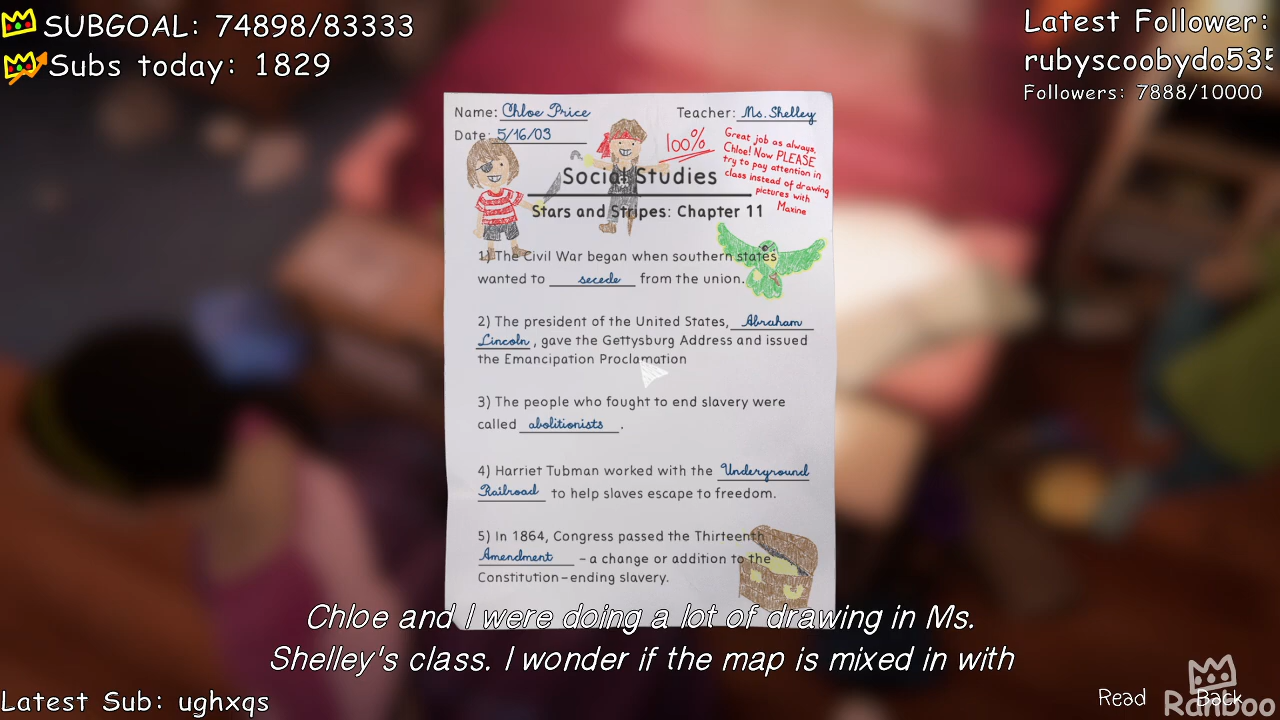 SUBGOAL: 74898/83333
Subs today: 1829
Latest Follower:
rubyscoobydo535
Followers: 7888/10000
Name: Chloe Price
Teacher: Ms. Shelley
Date: 5/16/03
100%
Great job as always,
Chloe! Now PLEASE
try to pay attention in
class instead of drawing
pictures with
Maxine
Social Studies
Stars and Stripes: Chapter 11
1) The Civil War began when southern states
wanted to secede from the union.
2) The president of the United States, Abraham
Lincoln, gave the Gettysburg Address and issued
the Emancipation Proclamation
3) The people who fought to end slavery were
called abolitionists.
4) Harriet Tubman worked with the Underground
Railroad to help slaves escape to freedom.
5) In 1864, Congress passed the Thirteenth
Amendment – a change or addition to the
Constitution – ending slavery.
Chloe and I were doing a lot of drawing in Ms.
Shelley's class. I wonder if the map is mixed in with
Latest Sub: ughxqs
Read
Back
Ranboo